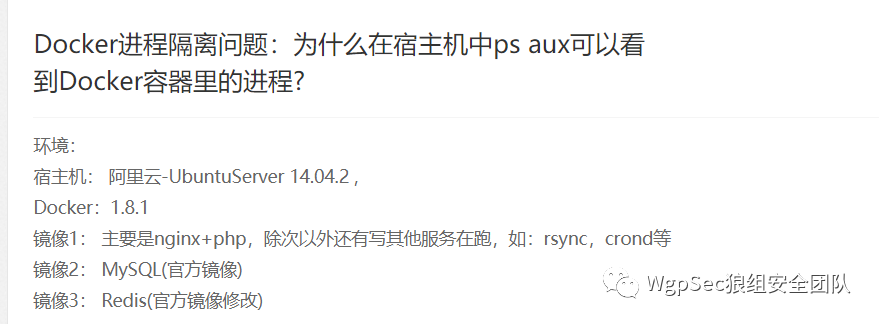 Docker进程隔离问题：为什么在宿主机中ps aux可以看
到Docker容器里的进程?
环境：
宿主机： 阿里云-UbuntuServer 14.04.2 ,
Docker：1.8.1
镜像1： 主要是nginx+php，除次以外还有写其他服务在跑，如：rsync，crond等
镜像2： MySQL(官方镜像)
镜像3： Redis(官方镜像修改)
WgpSec狼组安全团队